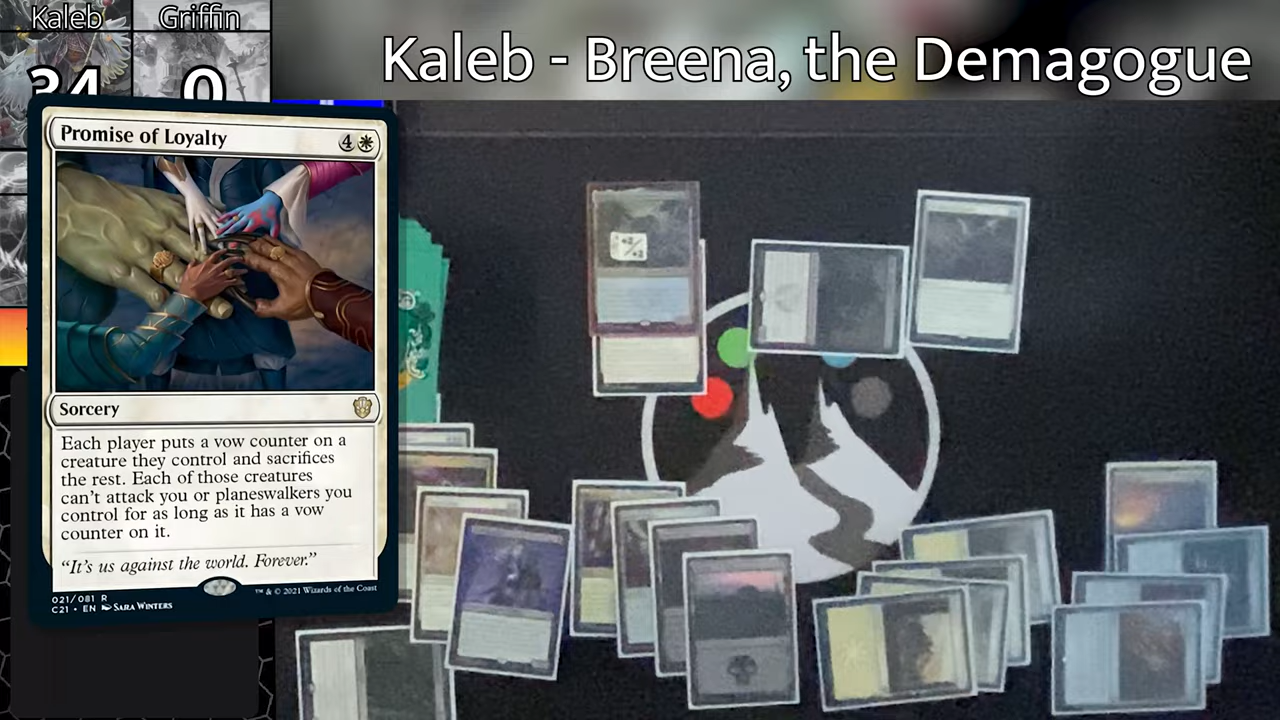 Kaleb
Griffin
34
0
Kaleb - Breena, the Demagogue
Promise of Loyalty
4
Sorcery
Each player puts a vow counter on a
creature they control and sacrifices
the rest. Each of those creatures
can't attack you or planeswalkers you
control for as long as it has a vow
counter on it.
"It's us against the world. Forever."
021/081 R
C21 • EN SARA WINTERS
™ & © 2021 Wizards of the Coast